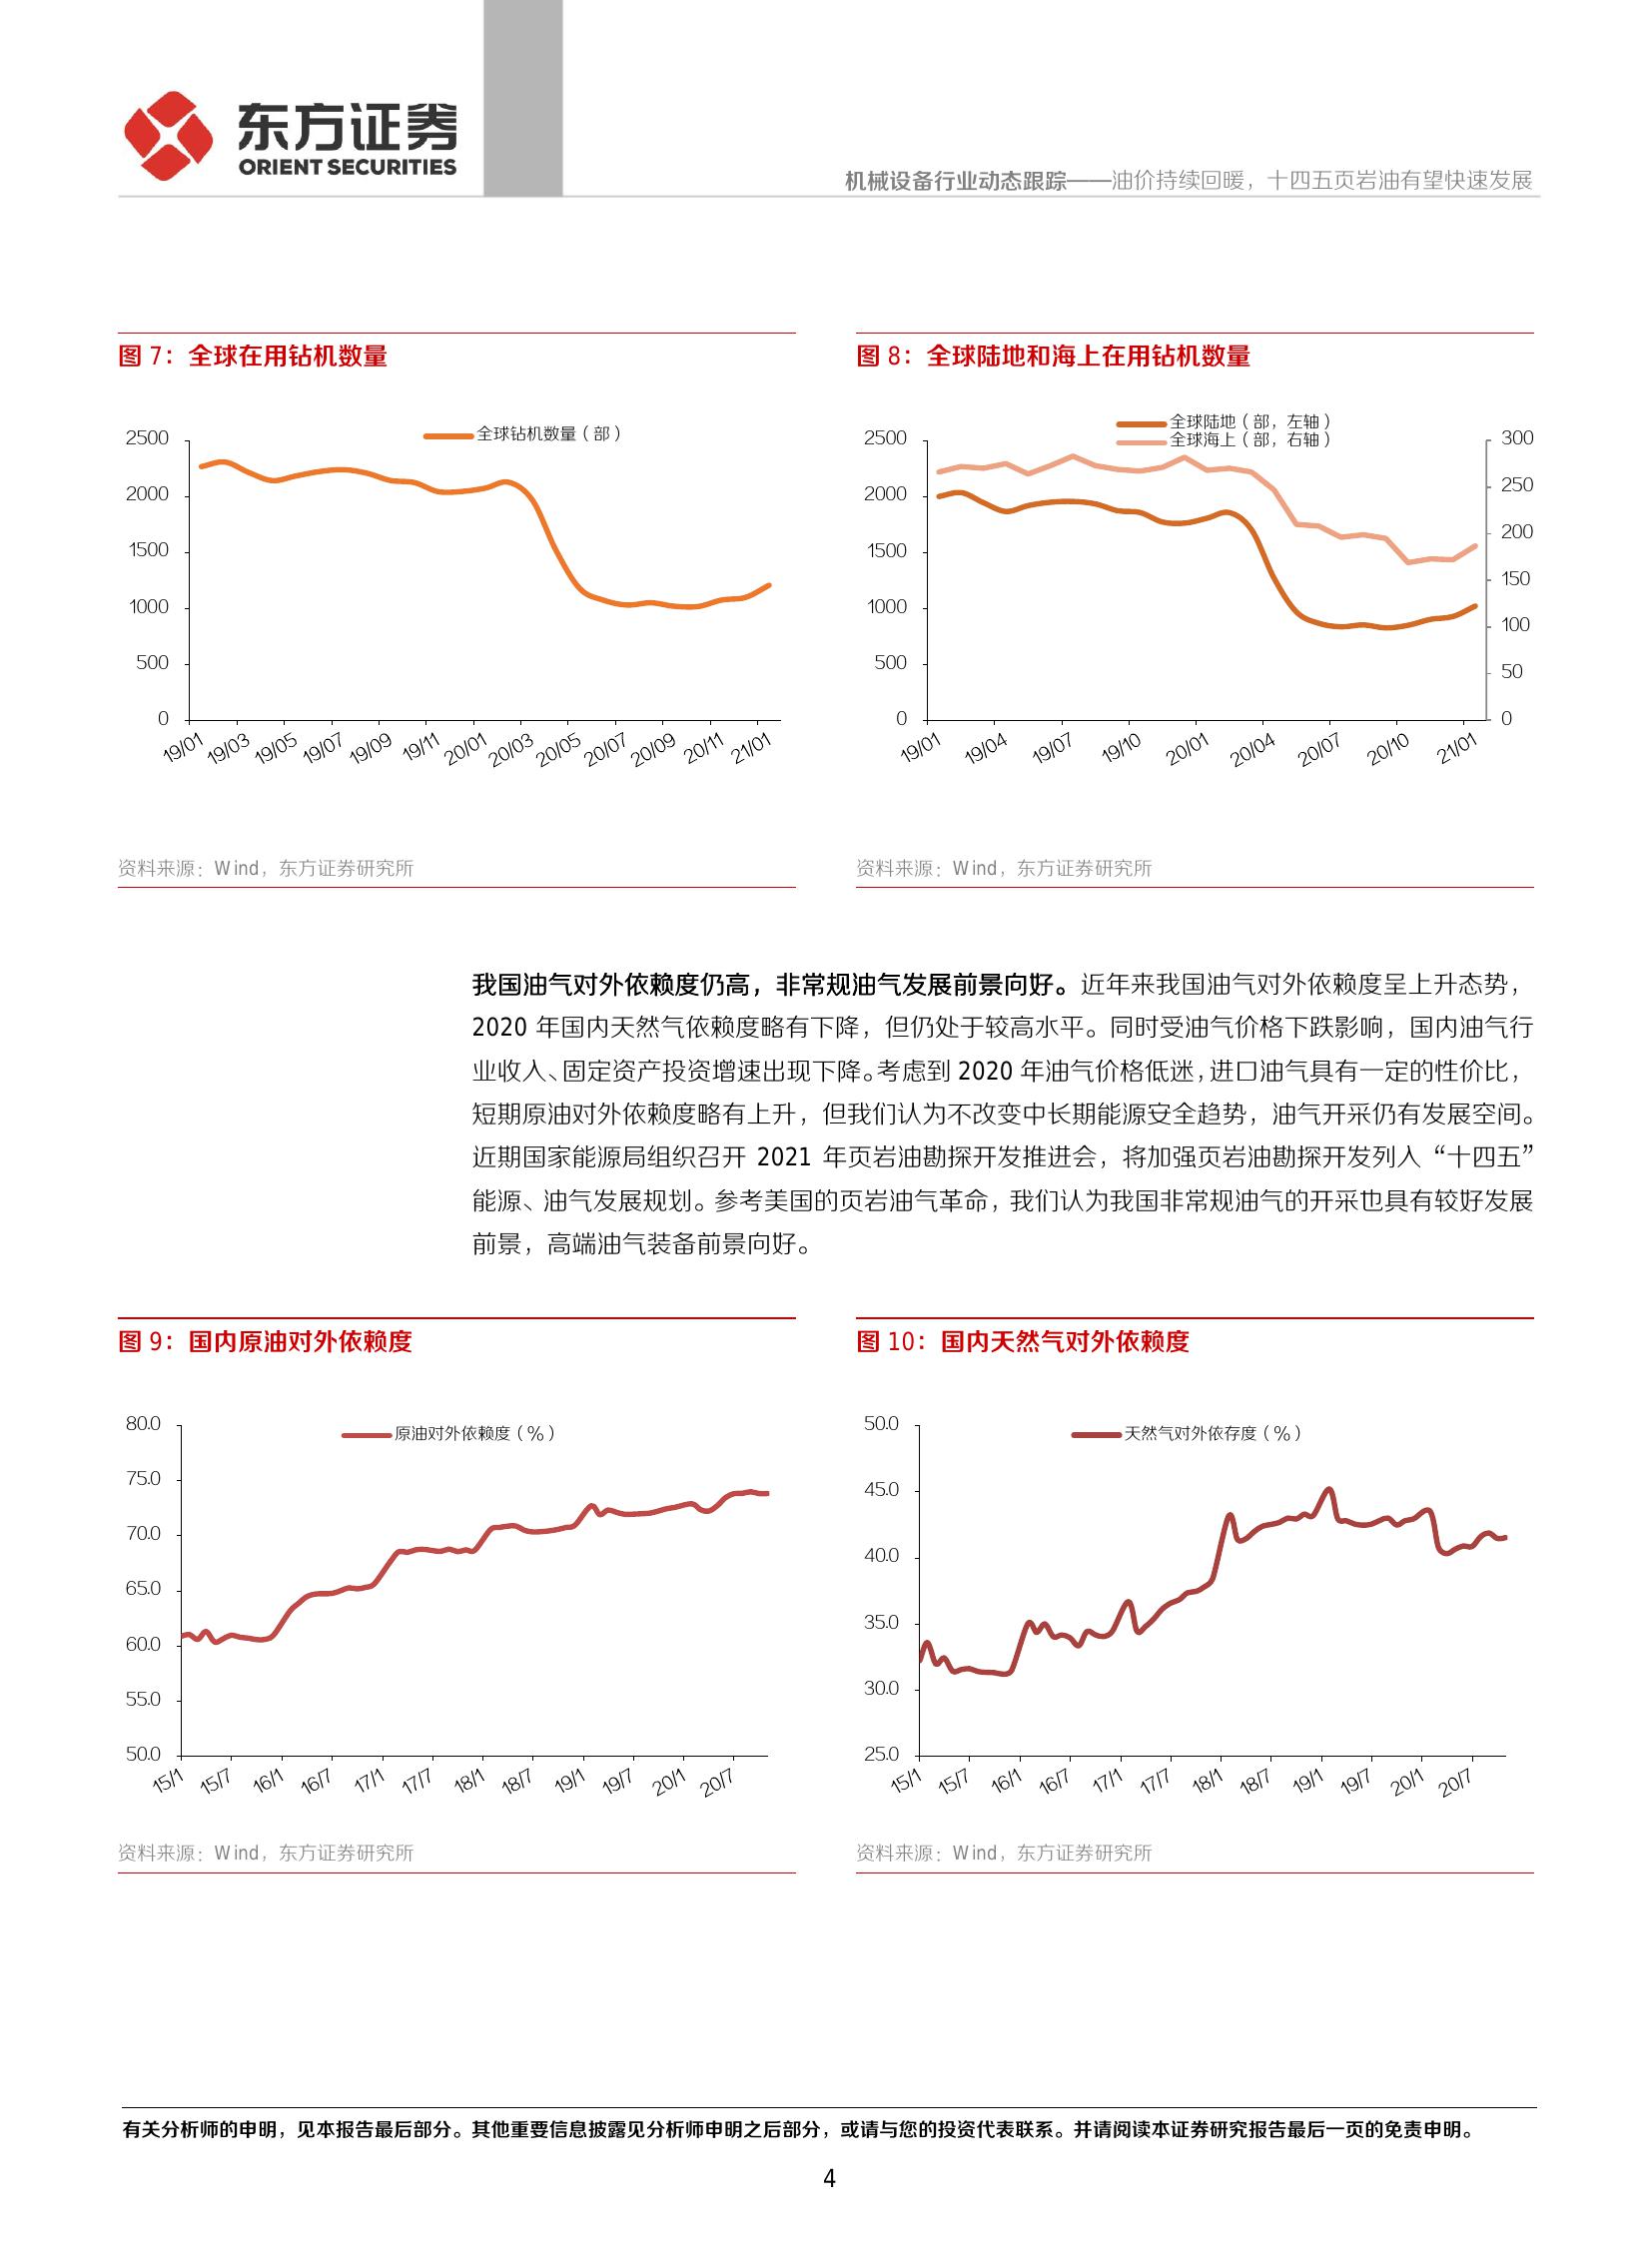 东方证券
ORIENT SECURITIES
机械设备行业动态跟踪——油价持续回暖，十四五页岩油有望快速发展
图 7：全球在用钻机数量
全球钻机数量（部）
2500
2000
1500
1000
500
0
19/01 19/03 19/05 19/07 19/09 19/11 20/01 20/03 20/05 20/07 20/09 20/11 21/01
资料来源：Wind，东方证券研究所
图 8：全球陆地和海上在用钻机数量
全球陆地（部，左轴）
全球海上（部，右轴）
2500
2000
1500
1000
500
0
300
250
200
150
100
50
0
19/01 19/04 19/07 19/10 20/01 20/04 20/07 20/10 21/01
资料来源：Wind，东方证券研究所
我国油气对外依赖度仍高，非常规油气发展前景向好。近年来我国油气对外依赖度呈上升态势，
2020 年国内天然气依赖度略有下降，但仍处于较高水平。同时受油气价格下跌影响，国内油气行
业收入、固定资产投资增速出现下降。考虑到 2020 年油气价格低迷，进口油气具有一定的性价比，
短期原油对外依赖度略有上升，但我们认为不改变中长期能源安全趋势，油气开采仍有发展空间。
近期国家能源局组织召开 2021 年页岩油勘探开发推进会，将加强页岩油勘探开发列入“十四五”
能源、油气发展规划。参考美国的页岩油气革命，我们认为我国非常规油气的开采也具有较好发展
前景，高端油气装备前景向好。
图 9：国内原油对外依赖度
原油对外依赖度（%）
80.0
75.0
70.0
65.0
60.0
55.0
50.0
15/1 15/7 16/1 16/7 17/1 17/7 18/1 18/7 19/1 19/7 20/1 20/7
资料来源：Wind，东方证券研究所
图 10：国内天然气对外依赖度
天然气对外依存度（%）
50.0
45.0
40.0
35.0
30.0
25.0
15/1 15/7 16/1 16/7 17/1 17/7 18/1 18/7 19/1 19/7 20/1 20/7
资料来源：Wind，东方证券研究所
有关分析师的申明，见本报告最后部分。其他重要信息披露见分析师申明之后部分，或请与您的投资代表联系。并请阅读本证券研究报告最后一页的免责申明。
4